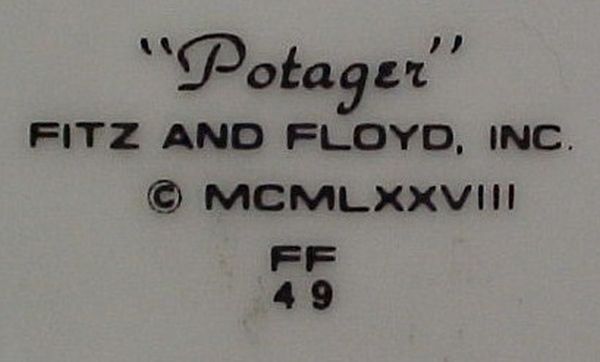 "Potager"
FITZ AND FLOYD, INC.
© MCMLXXVIII
FF
49